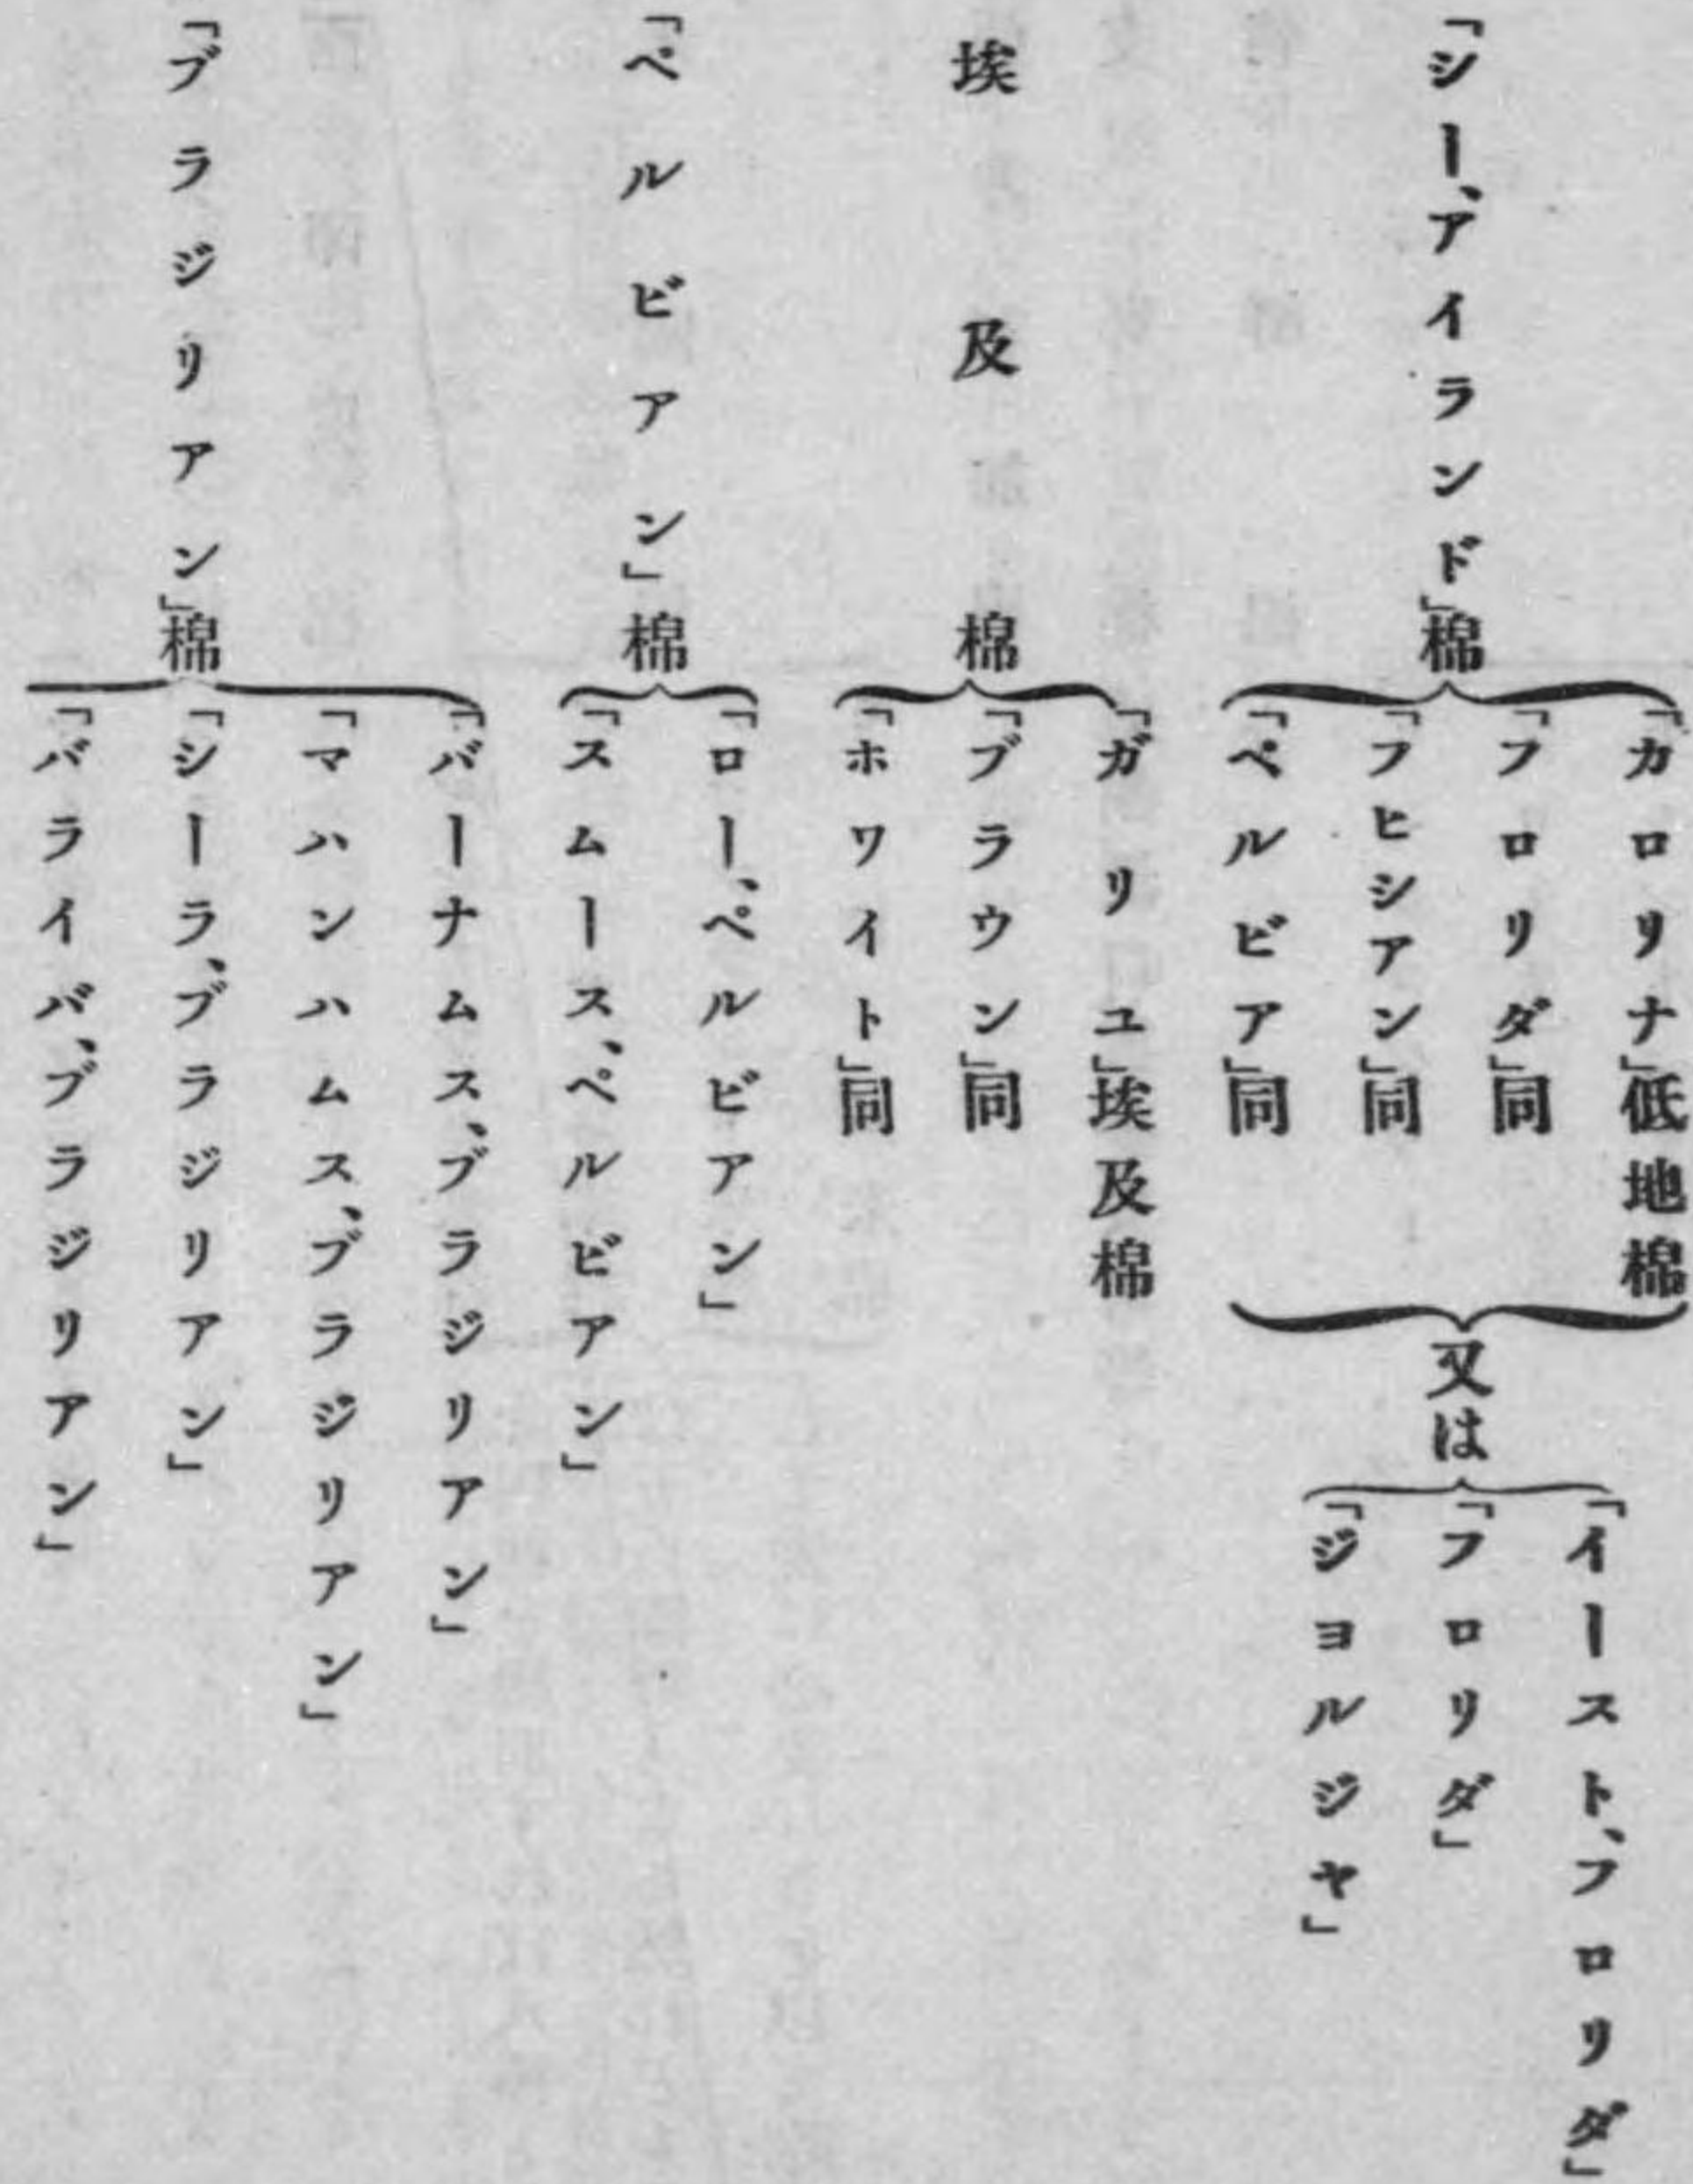 「シー、アイランド」棉
「カロリナ」低地棉
「フロリダ」同
「フヒシアン」同
「ペルビア」同
又は
「イースト、フロリダ」
「フロリダ」
「ジヨルジヤ」
埃及棉
「ガリユ」埃及棉
「ブラウン」同
「ホワイト」同
「ペルビアン」棉
「ロー、ペルビアン」
「スムース、ペルビアン」
「ブラジリアン」棉
「バーナムス、ブラジリアン」
「マハンハムス、ブラジリアン」
「シーラ、ブラジリアン」
「バライバ、ブラジリアン」